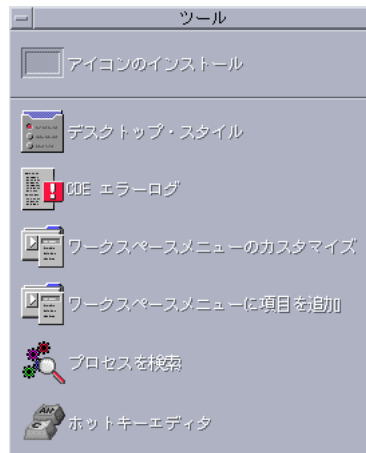 ツール
アイコンのインストール
デスクトップ・スタイル
CDE エラーログ
ワークスペースメニューのカスタマイズ
ワークスペースメニューに項目を追加
プロセスを検索
Alt
ホットキーエディタ